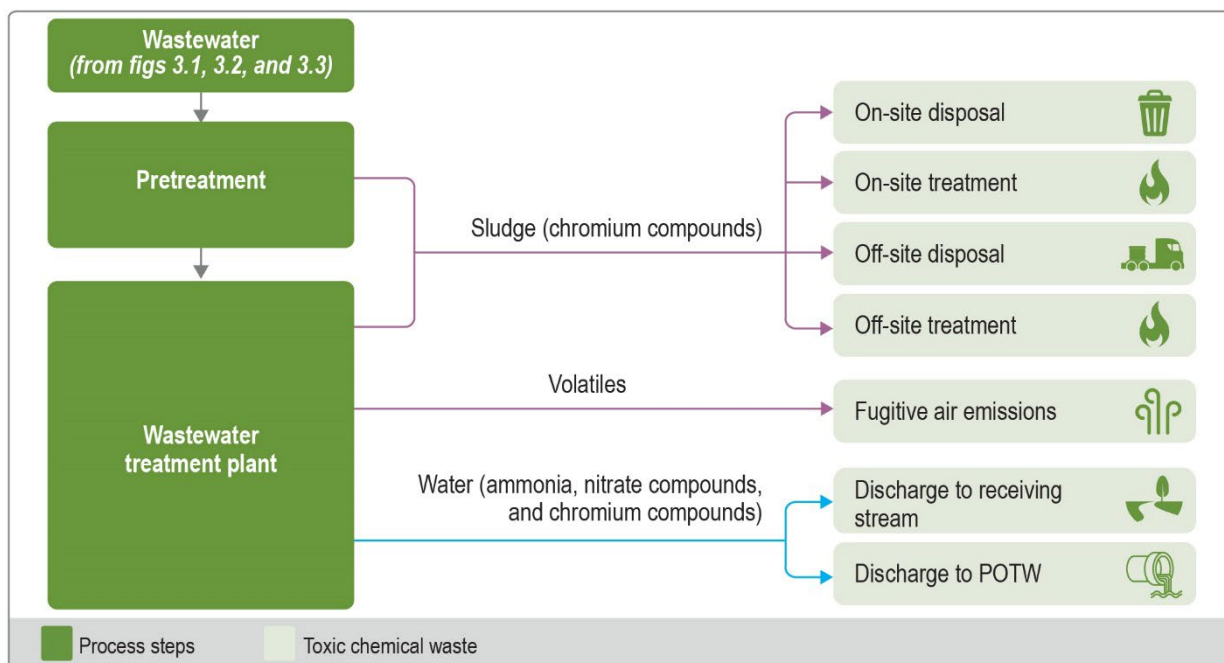 Wastewater
(from figs 3.1, 3.2, and 3.3)
Pretreatment
Wastewater
treatment plant
Sludge (chromium compounds)
Volatiles
Water (ammonia, nitrate compounds,
and chromium compounds)
On-site disposal
On-site treatment
Off-site disposal
Off-site treatment
Fugitive air emissions
Discharge to receiving
stream
Discharge to POTW
Process steps
Toxic chemical waste